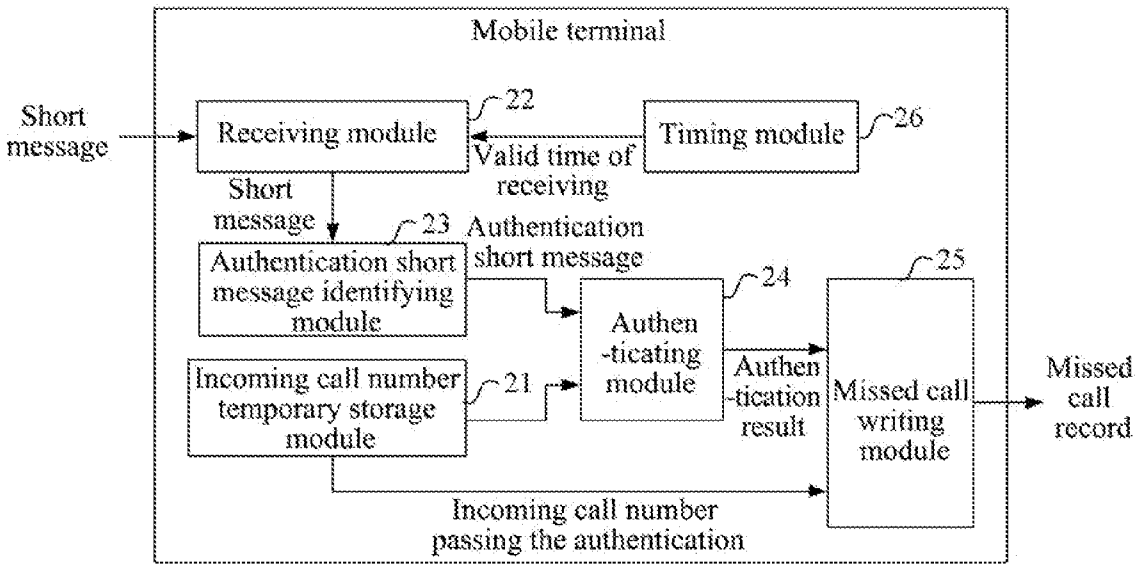 Mobile terminal
Short
message
Receiving module
22
Timing module
26
Valid time of
receiving
Short
message
23
Authentication short
message identifying
module
Authentication
short message
24
Authen
-ticating
module
25
Incoming call number
temporary storage
module
21
Authen
-tication
result
Missed call
writing
module
Missed
call
record
Incoming call number
passing the authentication